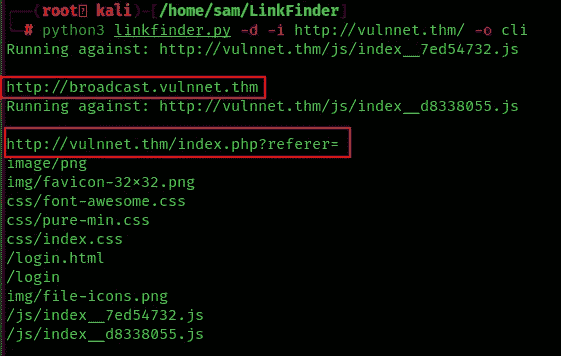 (root kali)-[/home/sam/LinkFinder]
# python3 linkfinder.py -d -i http://vulnnet.thm/ -o cli
Running against: http://vulnnet.thm/js/index__7ed54732.js
http://broadcast.vulnnet.thm
Running against: http://vulnnet.thm/js/index__d8338055.js
http://vulnnet.thm/index.php?referer=
image/png
img/favicon-32×32.png
css/font-awesome.css
css/pure-min.css
css/index.css
/login.html
/login
img/file-icons.png
/js/index__7ed54732.js
/js/index__d8338055.js